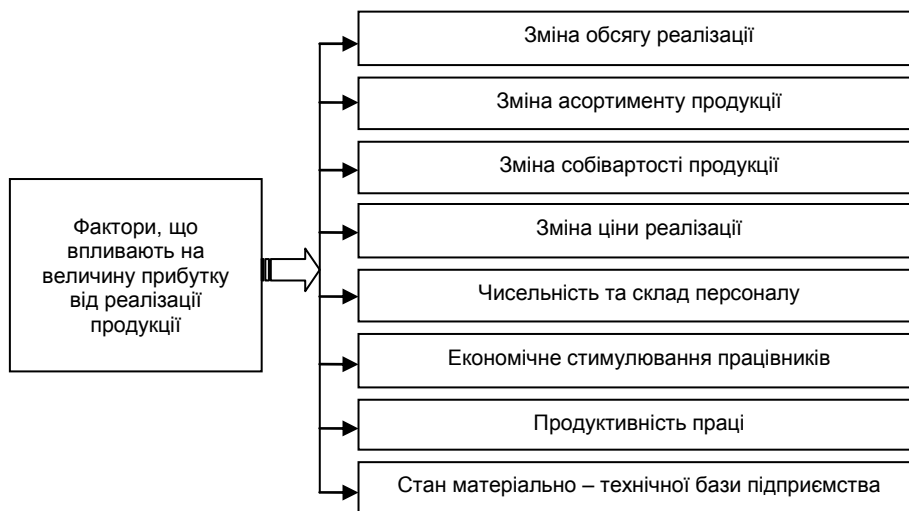 Фактори, що
впливають на
величину прибутку
від реалізації
продукції
Зміна обсягу реалізації
Зміна асортименту продукції
Зміна собівартості продукції
Зміна ціни реалізації
Чисельність та склад персоналу
Економічне стимулювання працівників
Продуктивність праці
Стан матеріально – технічної бази підприємства